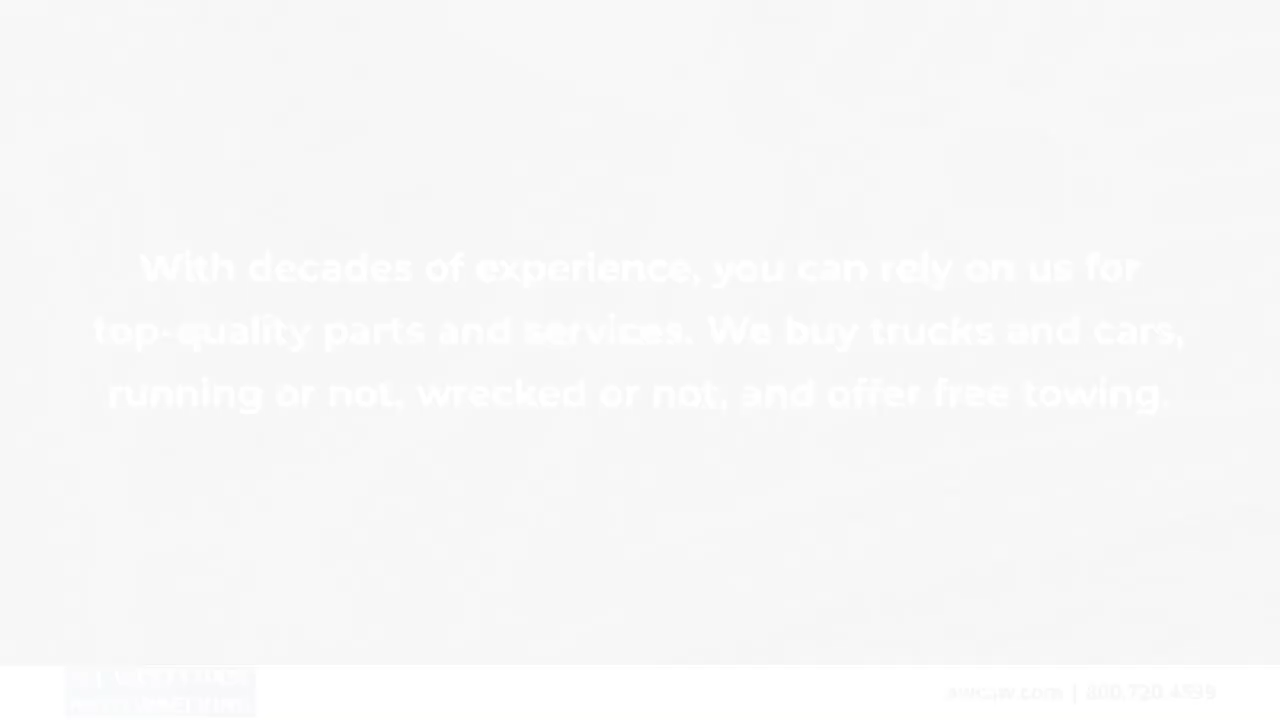 With decades of experience, you can rely on us for
top-quality parts and services. We buy trucks and cars,
running or not, wrecked or not, and offer free towing.